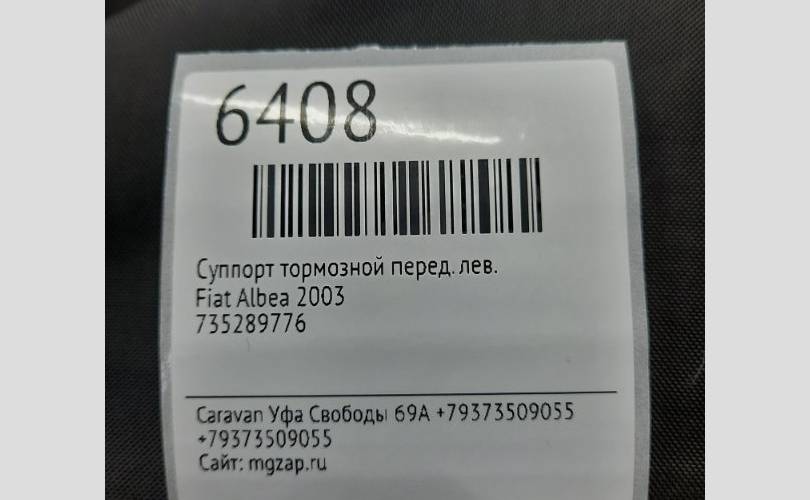 6408
Суппорт тормозной перед. лев.
Fiat Albea 2003
735289776
Caravan Уфа Свободы 69А +79373509055
+79373509055
Сайт: mgzap.ru